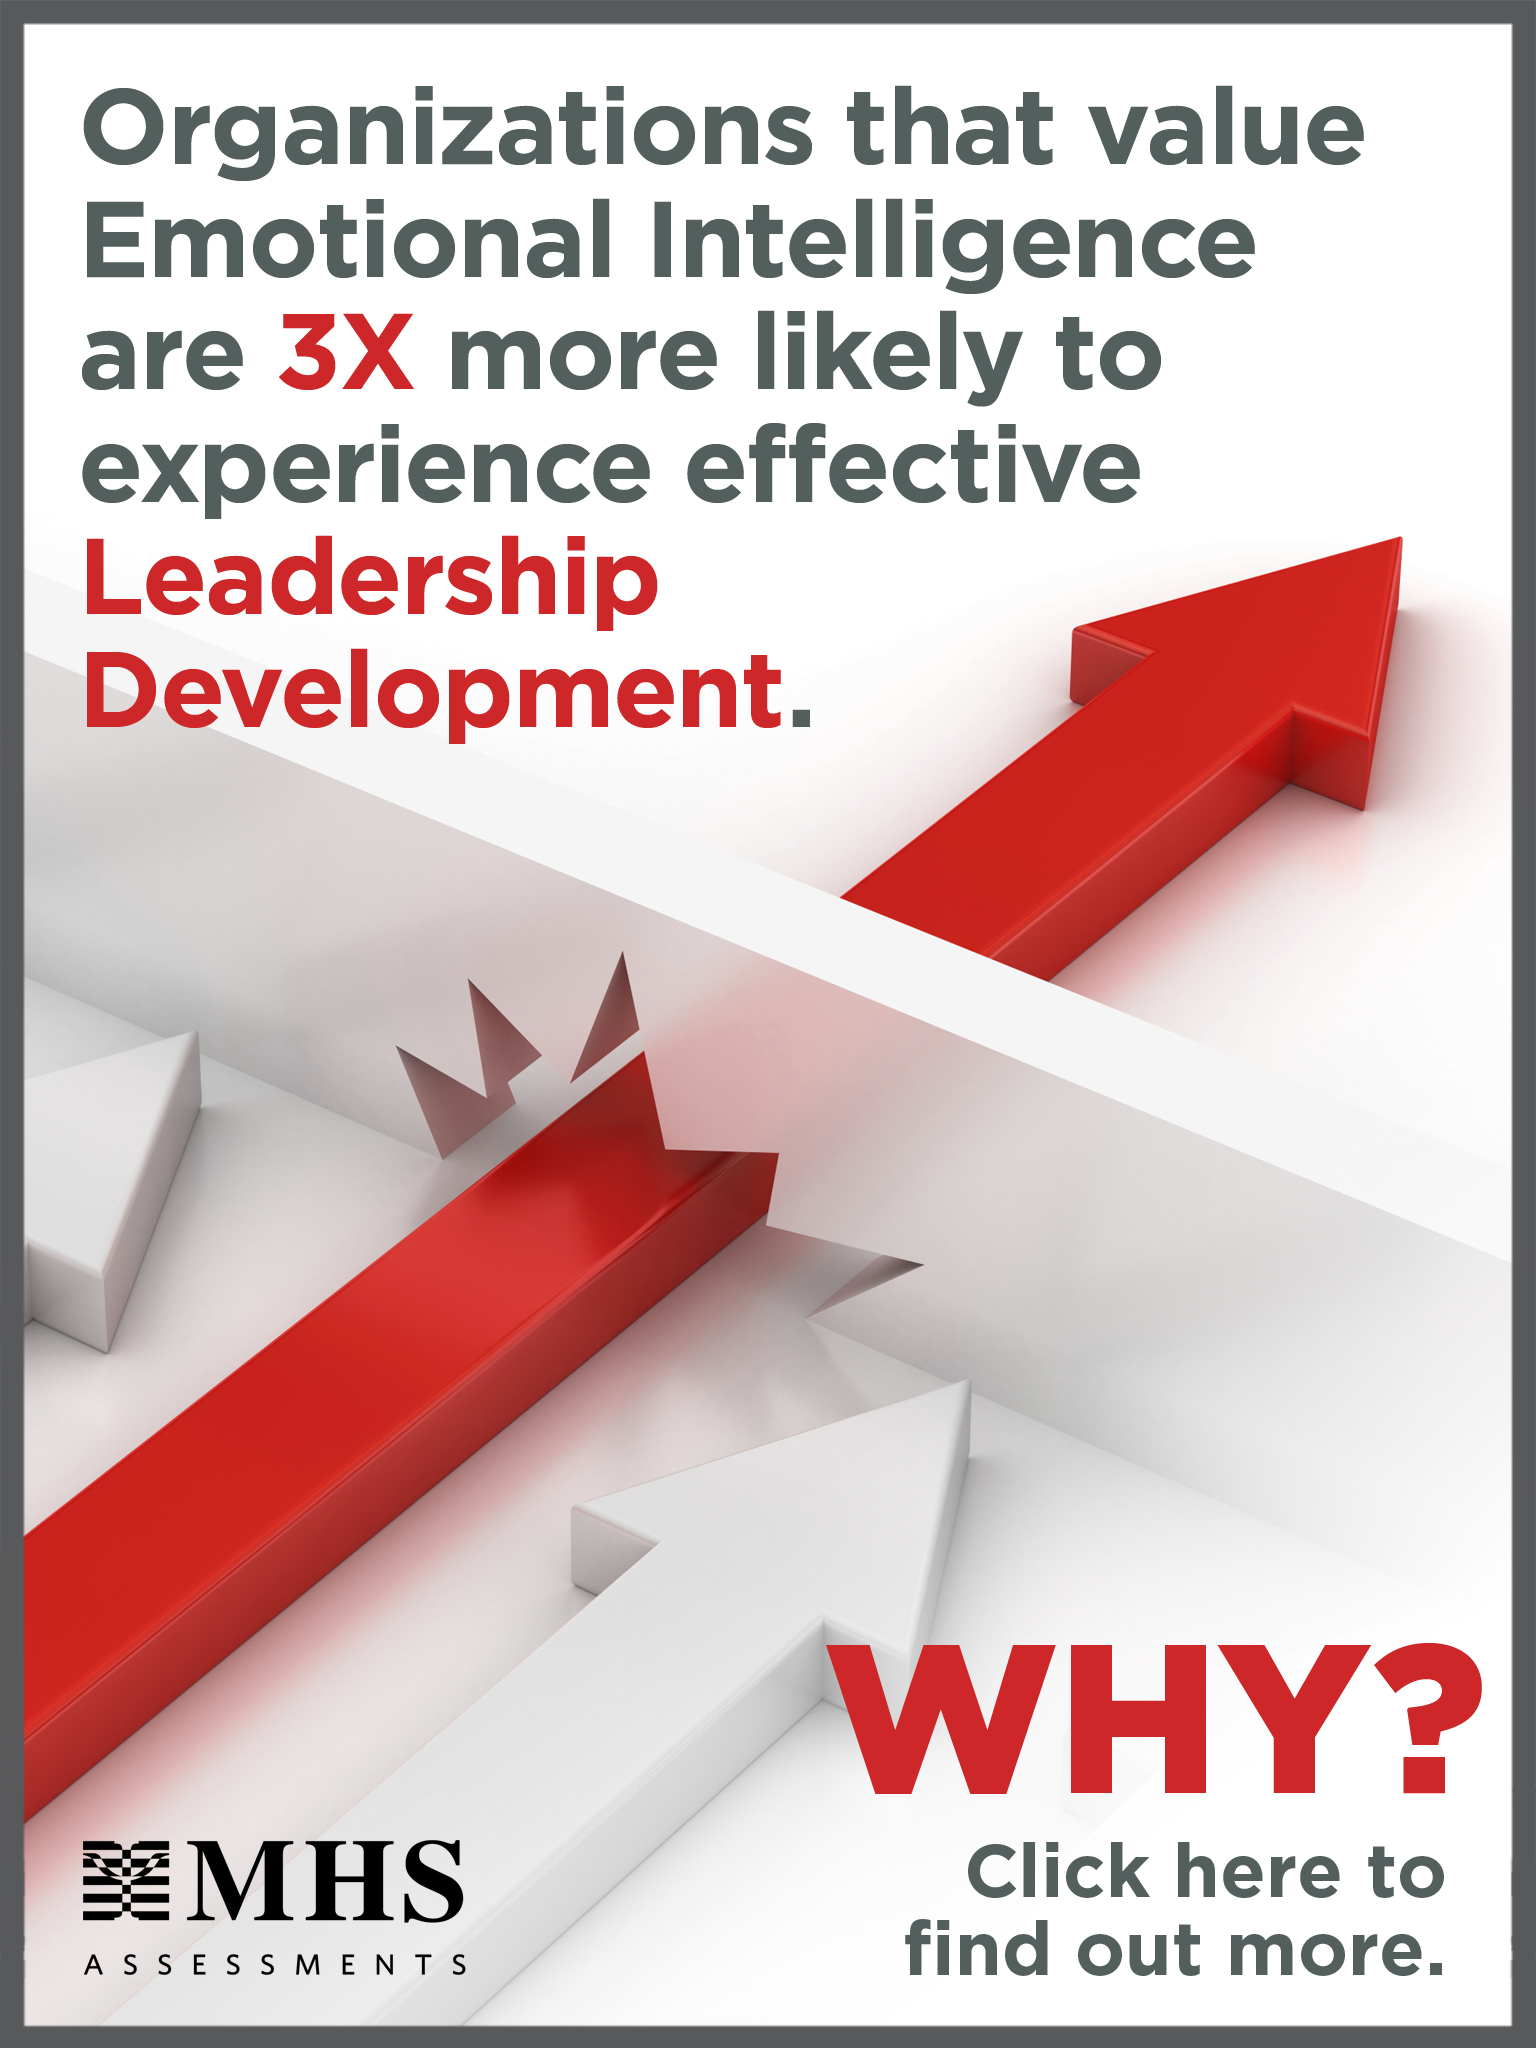 Organizations that value
Emotional Intelligence
are 3X more likely to
experience effective
Leadership
Development.
WHY?
Click here to
find out more.
MHS
ASSESSMENTS